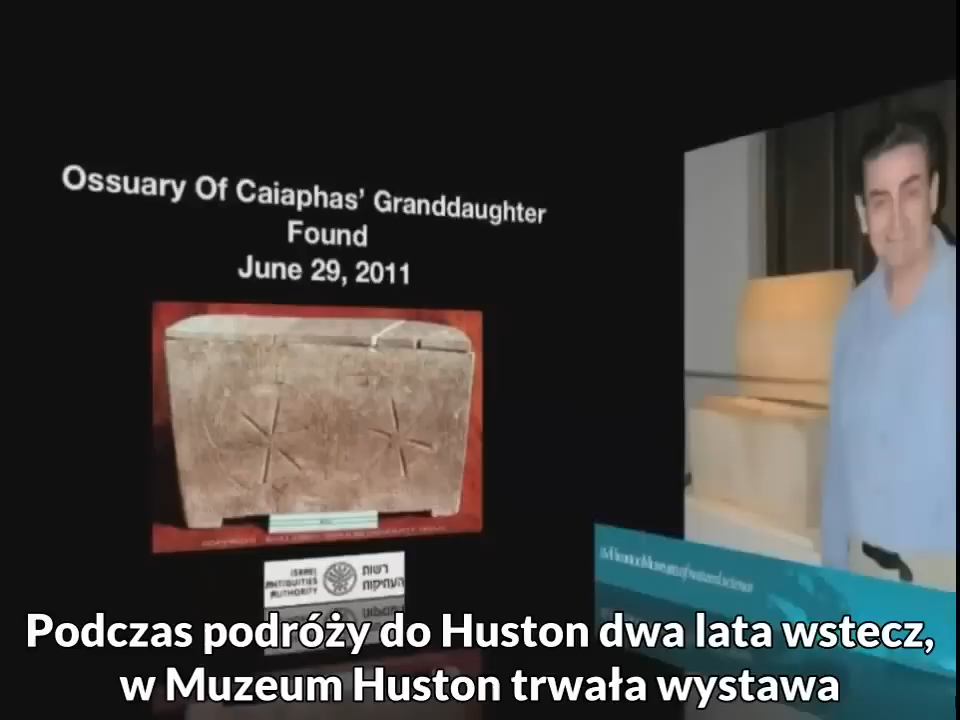 Ossuary Of Caiaphas' Granddaughter
Found
June 29, 2011
ISRAEL
ANTIQUITIES
AUTHORITY
רשות
העתיקות
Podczas podróży do Huston dwa lata wstecz,
w Muzeum Huston trwała wystawa